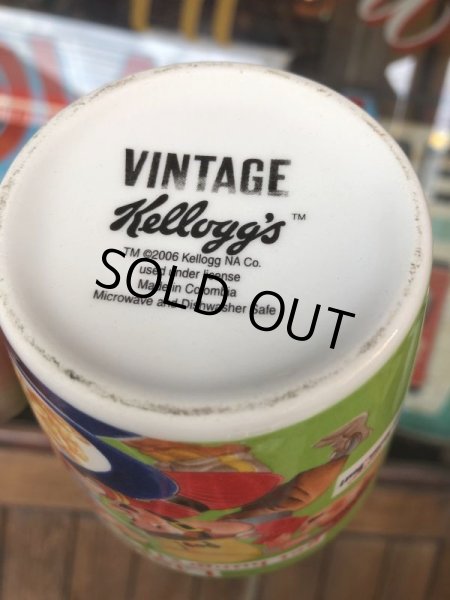 VINTAGE
Kellogg's™
TM ©2006 Kellogg NA Co.
used under license
Made in Colombia
Microwave and Dishwasher Safe
SOLD OUT